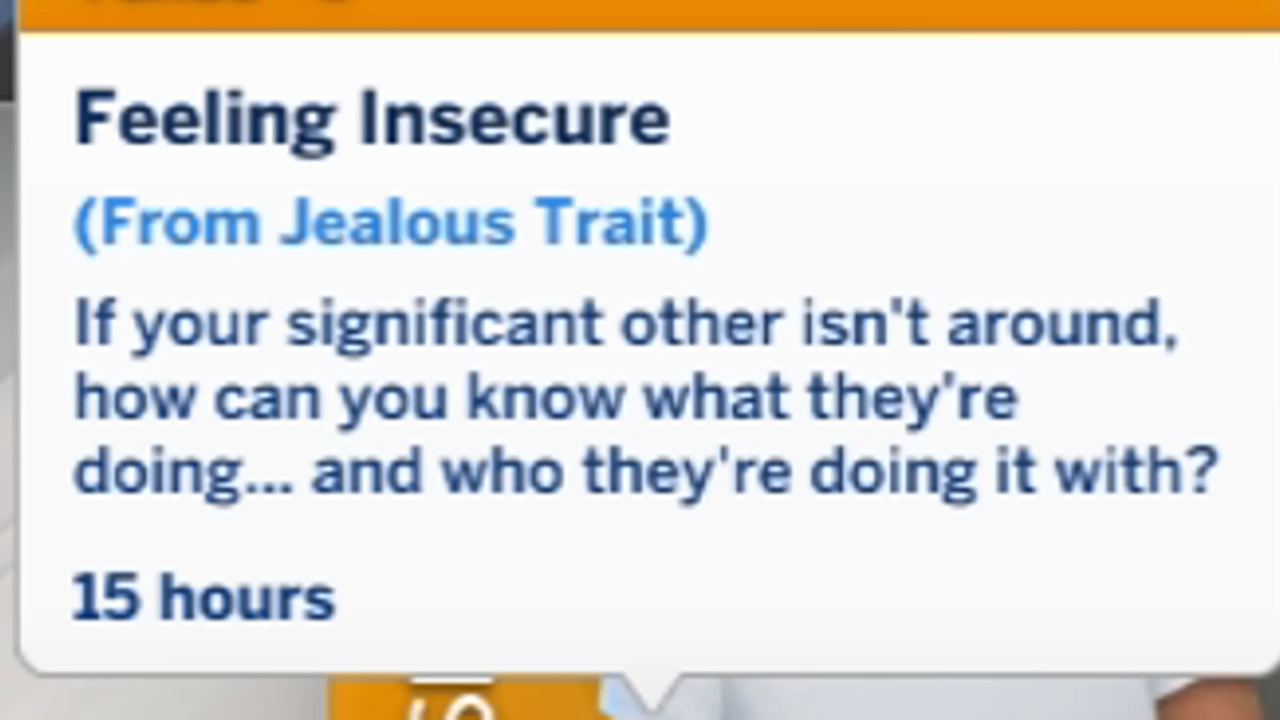 Feeling Insecure
(From Jealous Trait)
If your significant other isn't around,
how can you know what they're
doing... and who they're doing it with?
15 hours